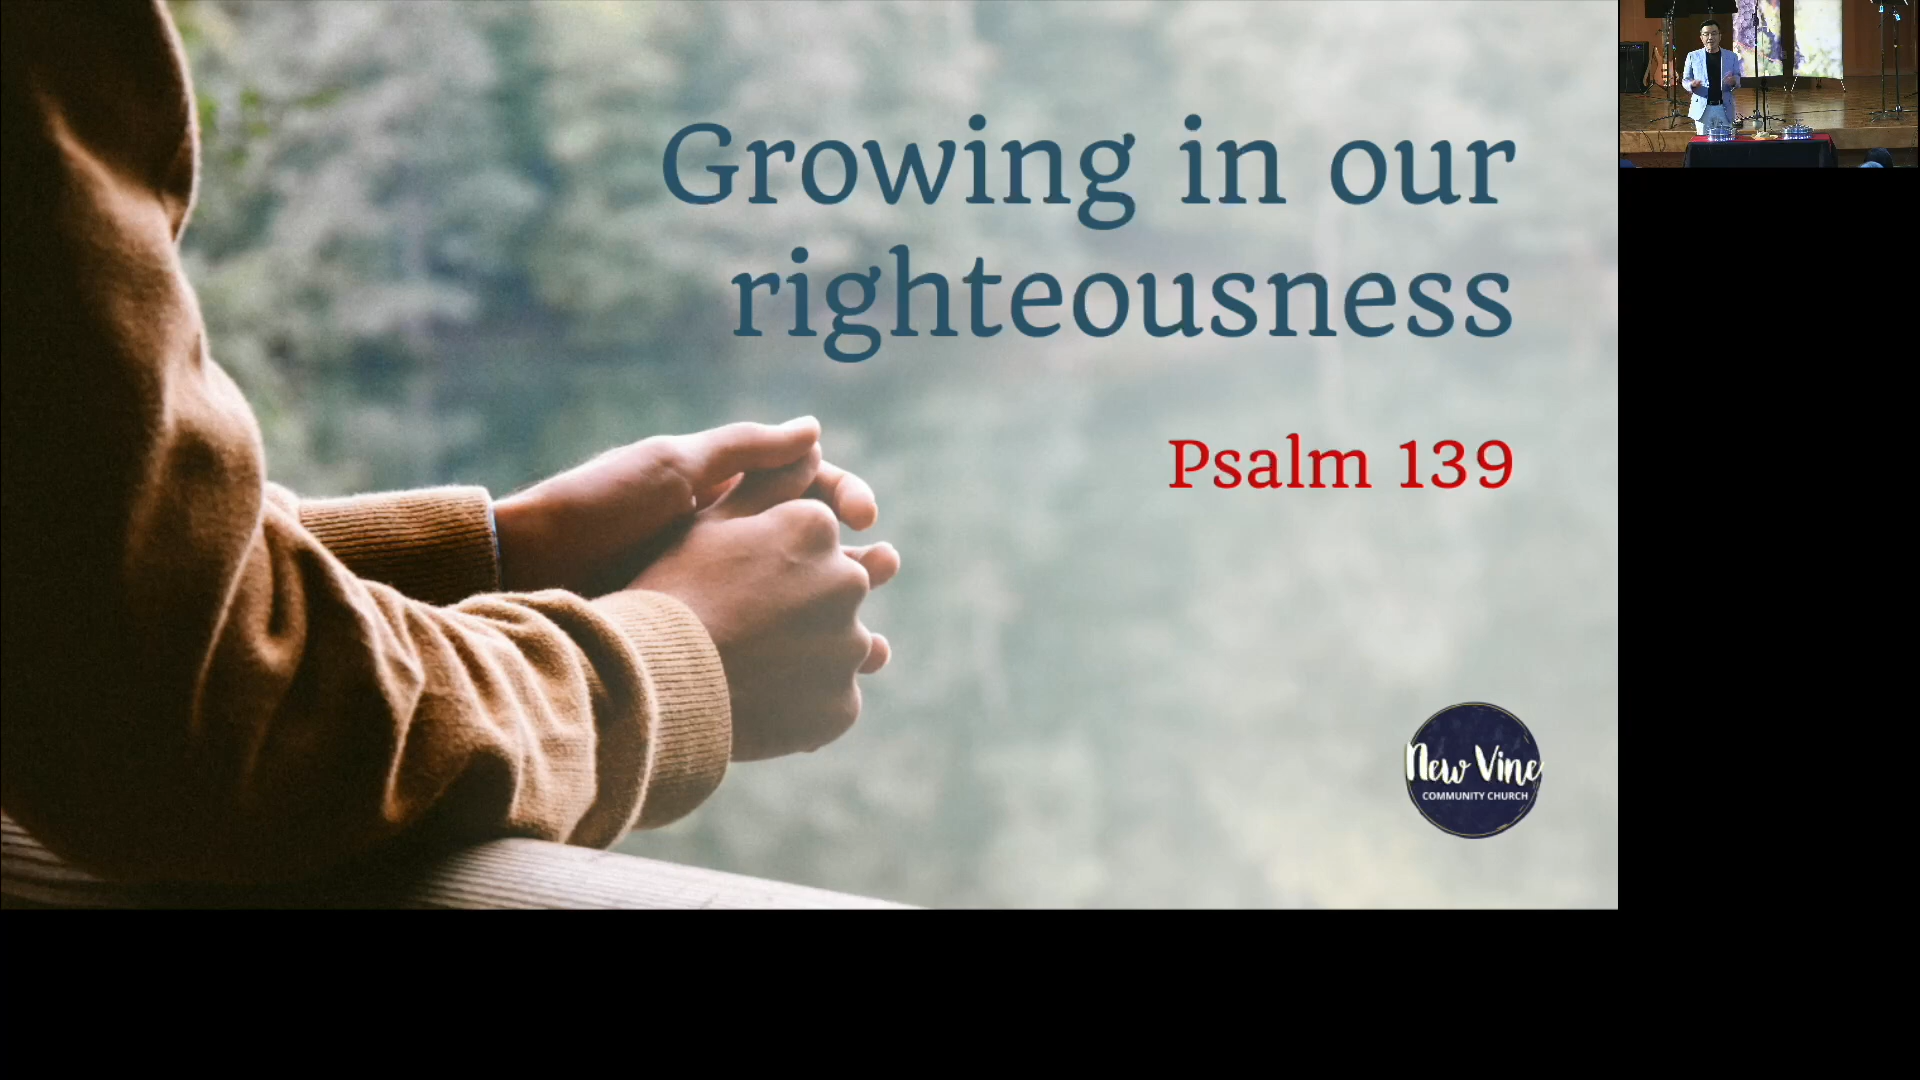 Growing in our
righteousness
Psalm 139
New Vine
COMMUNITY CHURCH